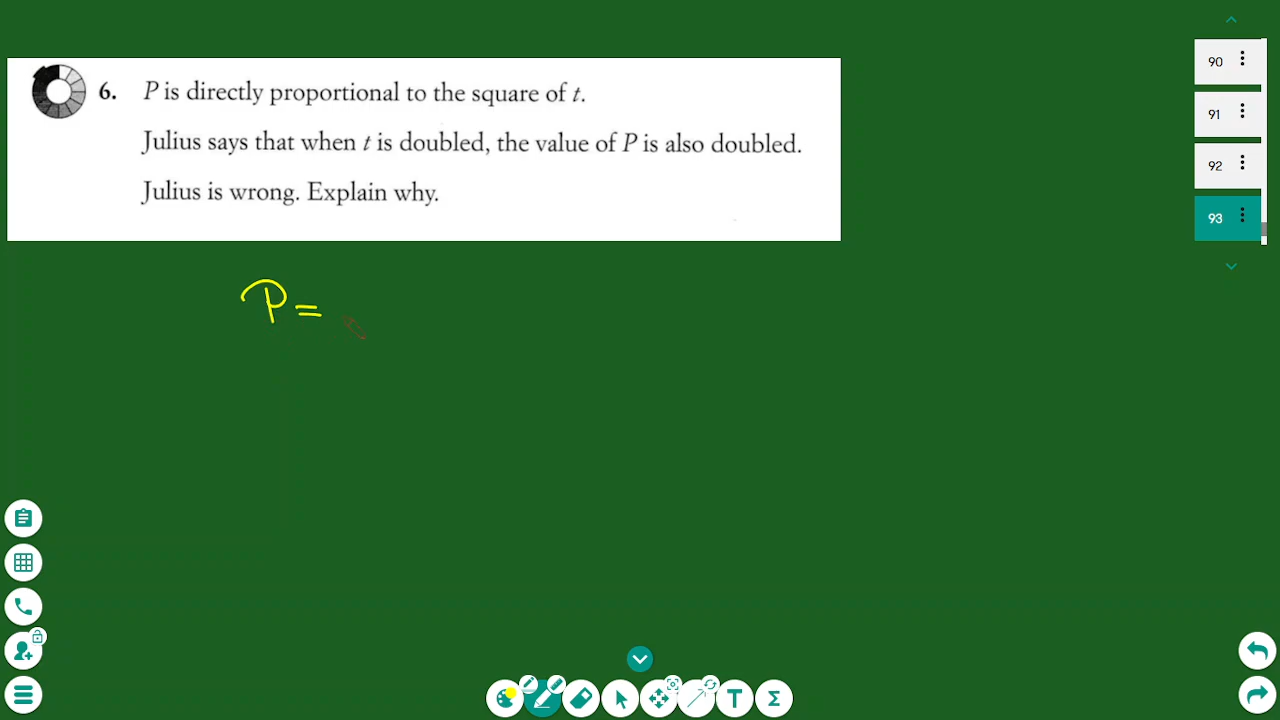 90
6. P is directly proportional to the square of t.
91
Julius says that when t is doubled, the value of P is also doubled.
92
Julius is wrong. Explain why.
93
P =
T
Σ